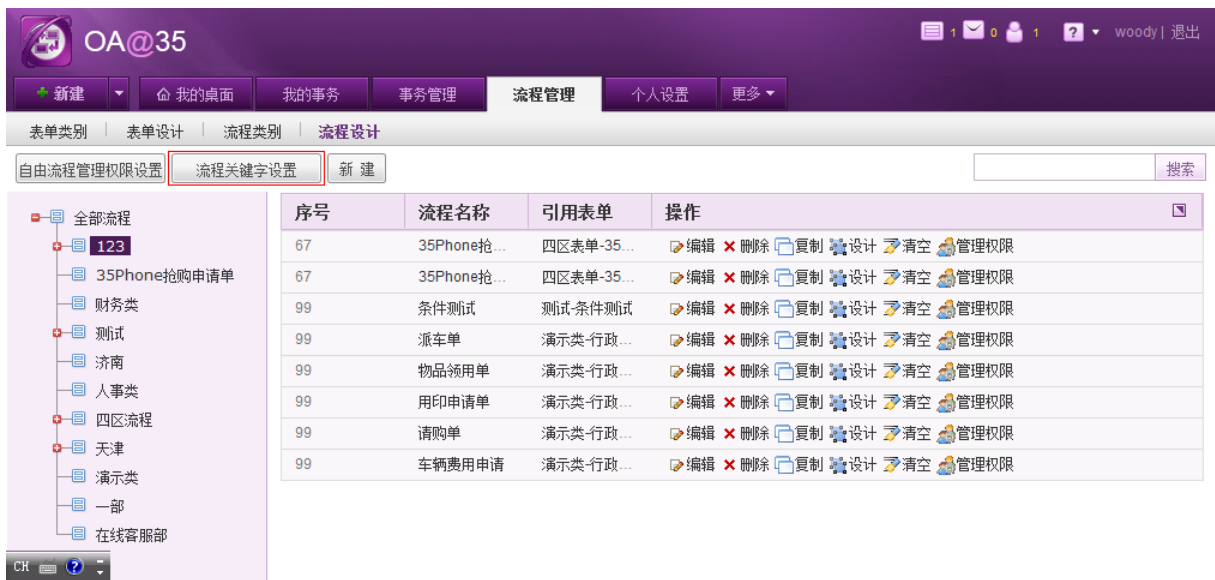 OA@35
1 0 1 ? woody| 退出
新建 我的桌面 我的事务 事务管理 流程管理 个人设置 更多
表单类别 表单设计 流程类别 流程设计
自由流程管理权限设置 流程关键字设置 新 建 搜索
全部流程
123
35Phone抢购申请单
财务类
测试
济南
人事类
四区流程
天津
演示类
一部
在线客服部
序号 流程名称 引用表单 操作
67 35Phone抢... 四区表单-35... 编辑 删除 复制 设计 清空 管理权限
67 35Phone抢... 四区表单-35... 编辑 删除 复制 设计 清空 管理权限
99 条件测试 测试-条件测试 编辑 删除 复制 设计 清空 管理权限
99 派车单 演示类-行政... 编辑 删除 复制 设计 清空 管理权限
99 物品领用单 演示类-行政... 编辑 删除 复制 设计 清空 管理权限
99 用印申请单 演示类-行政... 编辑 删除 复制 设计 清空 管理权限
99 请购单 演示类-行政... 编辑 删除 复制 设计 清空 管理权限
99 车辆费用申请 演示类-行政... 编辑 删除 复制 设计 清空 管理权限
CH ?